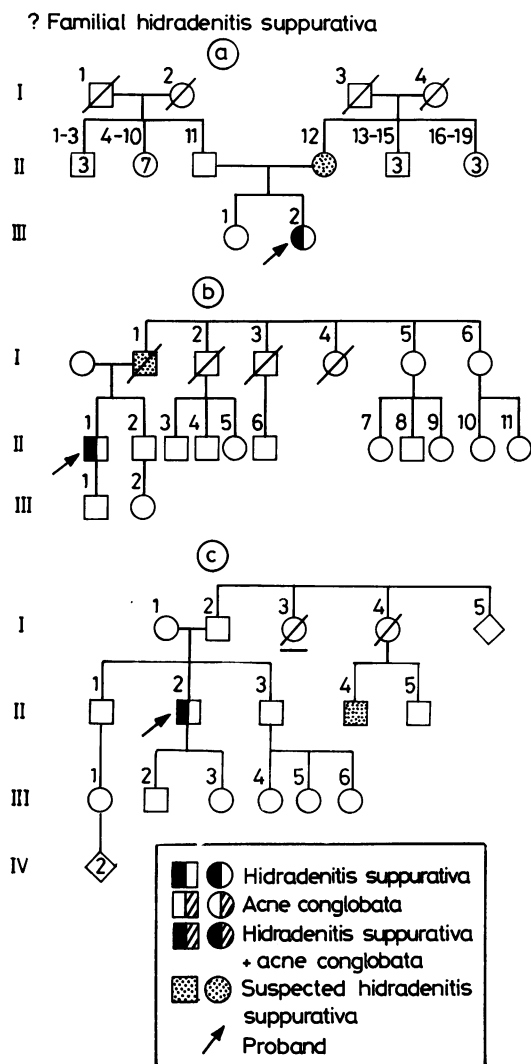 ? Familial hidradenitis suppurativa
a
1 2 3 4
I
1-3 4-10 11 12 13-15 16-19
II 3 7 3 3
1 2
III
b
1 2 3 4 5 6
I
1 2 3 4 5 6 7 8 9 10 11
II
1 2
III
c
1 2 3 4 5
I
1 2 3 4 5
II
1 2 3 4 5 6
III
IV 2
Hidradenitis suppurativa
Acne conglobata
Hidradenitis suppurativa
+ acne conglobata
Suspected hidradenitis
suppurativa
Proband